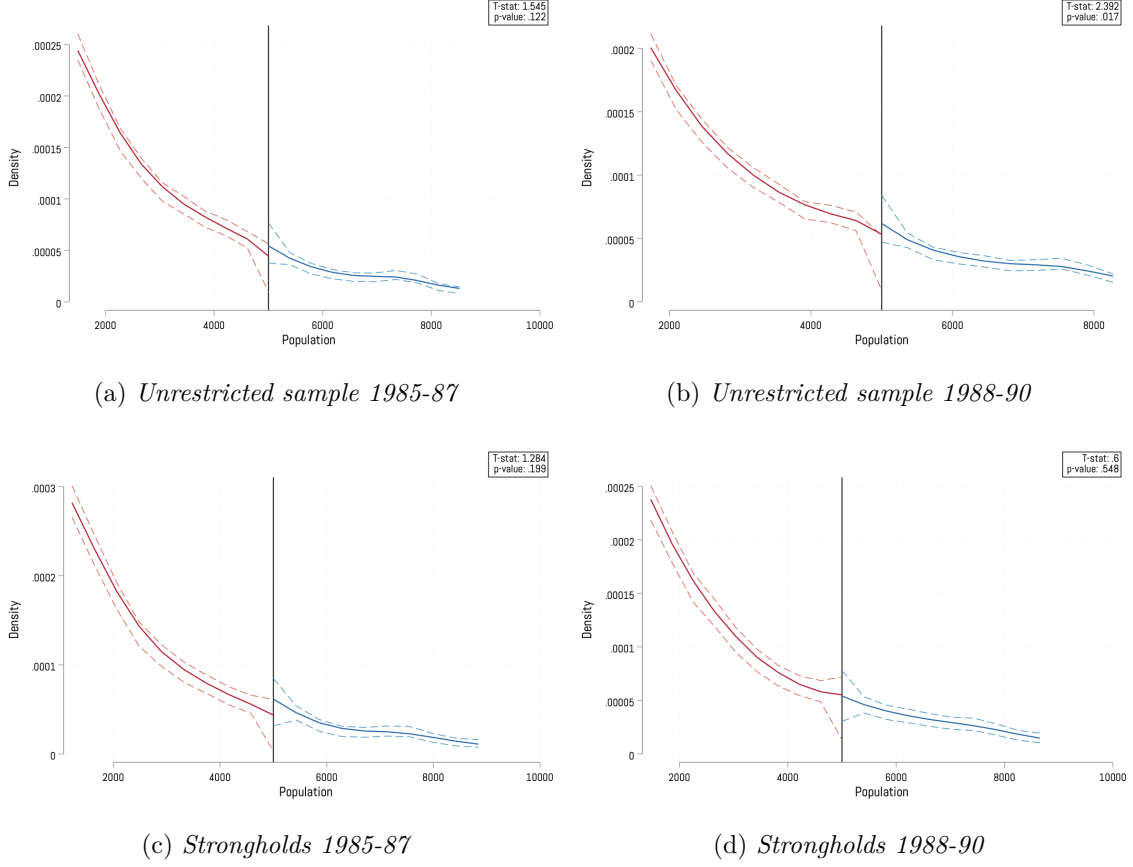 T-stat: 1.545
p-value: .122
.00025
.0002
.00015
.0001
.00005
0
Density
2000
4000
6000
8000
10000
Population
(a) Unrestricted sample 1985-87
T-stat: 2.392
p-value: .017
.0002
.00015
.0001
.00005
0
Density
2000
4000
6000
8000
Population
(b) Unrestricted sample 1988-90
T-stat: 1.284
p-value: .199
.0003
.0002
.0001
0
Density
2000
4000
6000
8000
10000
Population
(c) Strongholds 1985-87
T-stat: .6
p-value: .548
.00025
.0002
.00015
.0001
.00005
0
Density
2000
4000
6000
8000
10000
Population
(d) Strongholds 1988-90